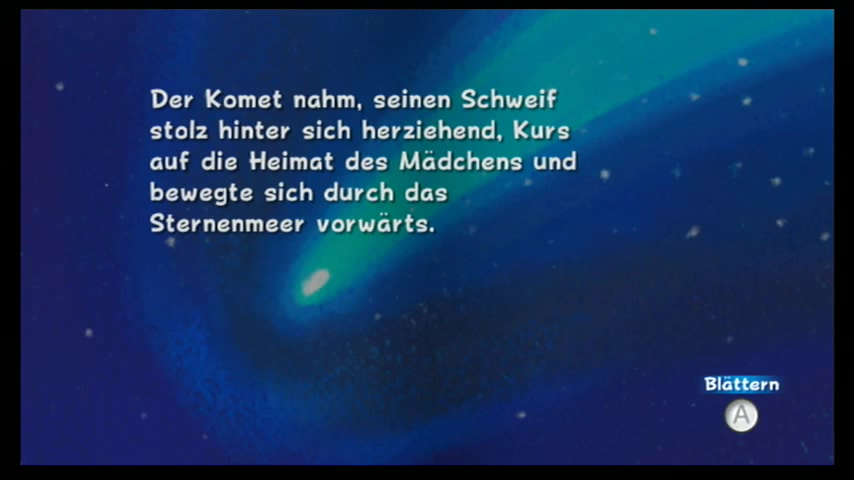 Der Komet nahm, seinen Schweif
stolz hinter sich herziehend, Kurs
auf die Heimat des Mädchens und
bewegte sich durch das
Sternenmeer vorwärts.
Blättern
A